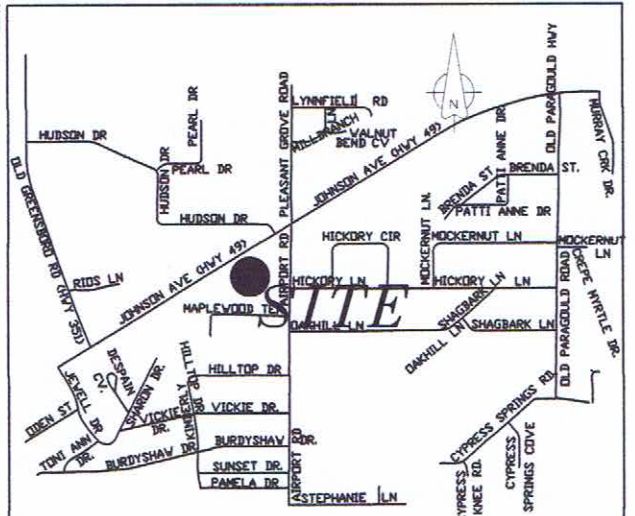 HUDSON DR
PEARL DR
PEARL DR
HUDSON DR
HUDSON DR
OLD GREENSBORO RD (HWY 351)
RIDS LN
PLEASANT GROVE ROAD
LYNNFIELD RD
HILLBRANCH LN
WALNUT
BEND CV
N
JOHNSON AVE (HWY 49)
OLD PARAGOULD HWY
MURRAY CRK DR.
PATTI ANNE DR
BRENDA ST
BRENDA ST.
PATTI ANNE DR
JOHNSON AVE (HWY 49)
AIRPORT RD
HICKORY CIR
MOCKERNUT LN.
MOCKERNUT LN
MOCKERNUT
LN
HICKORY LN
HICKORY LN
SITE
MAPLEWOOD TER
OAKHILL LN
SHAGBARK LN
OAKHILL LN
SHAGBARK LN
OLD PARAGOULD ROAD
CREPE MYRTLE DR.
DESPAIN
CV.
SHARON DR.
JEWELL DR
ODEN ST
TONI ANN
DR.
VICKIE
DR.
HILLTOP DR
KIMBERLY
HILLTOP DR
VICKIE DR.
BURDYSHAW DR
BURDYSHAW DR.
SUNSET DR.
PAMELA DR
AIRPORT RD
STEPHANIE LN
CYPRESS SPRINGS RD.
CYPRESS
KNEE RD.
CYPRESS
SPRINGS COVE